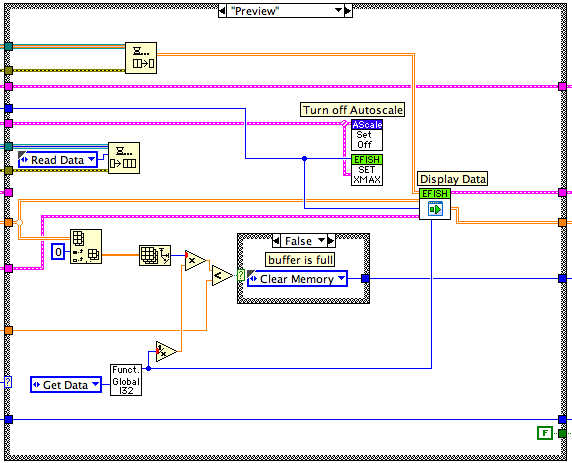 "Preview"
Turn off Autoscale
AScale
Set
Off
Read Data
EFISH
SET
XMAX
Display Data
EFISH
0
False
buffer is full
x
<
?
Clear Memory
1/x
Funct.
Global
I32
Get Data
?
F